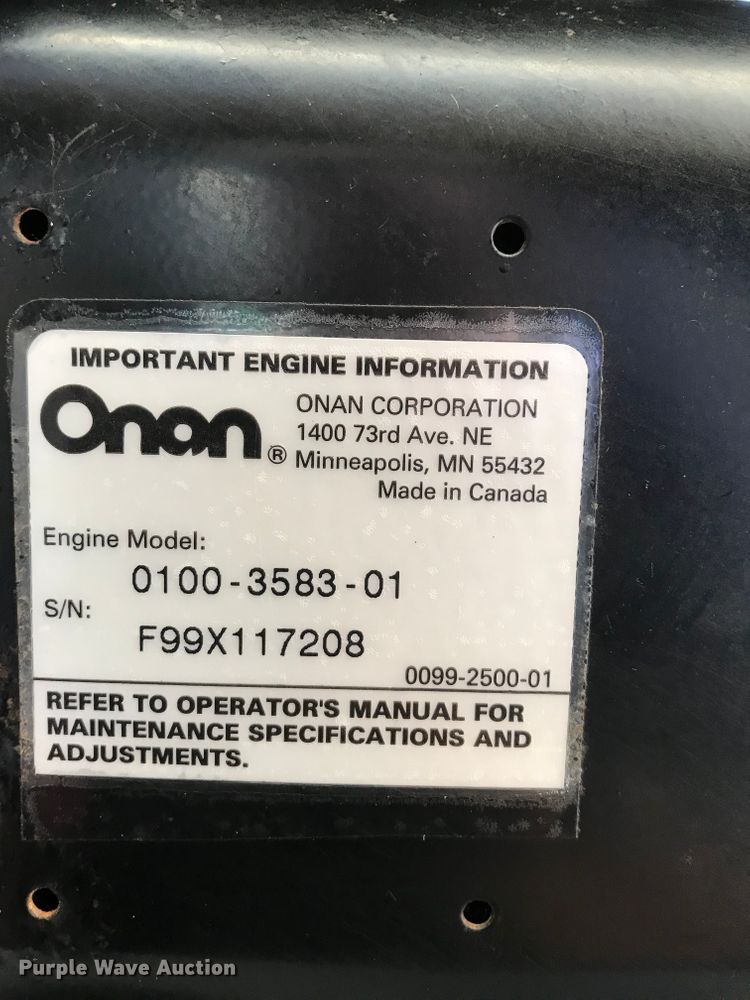 IMPORTANT ENGINE INFORMATION
Onan®
ONAN CORPORATION
1400 73rd Ave. NE
Minneapolis, MN 55432
Made in Canada
Engine Model:
0100-3583-01
S/N:
F99X117208
0099-2500-01
REFER TO OPERATOR'S MANUAL FOR
MAINTENANCE SPECIFICATIONS AND
ADJUSTMENTS.
Purple Wave Auction